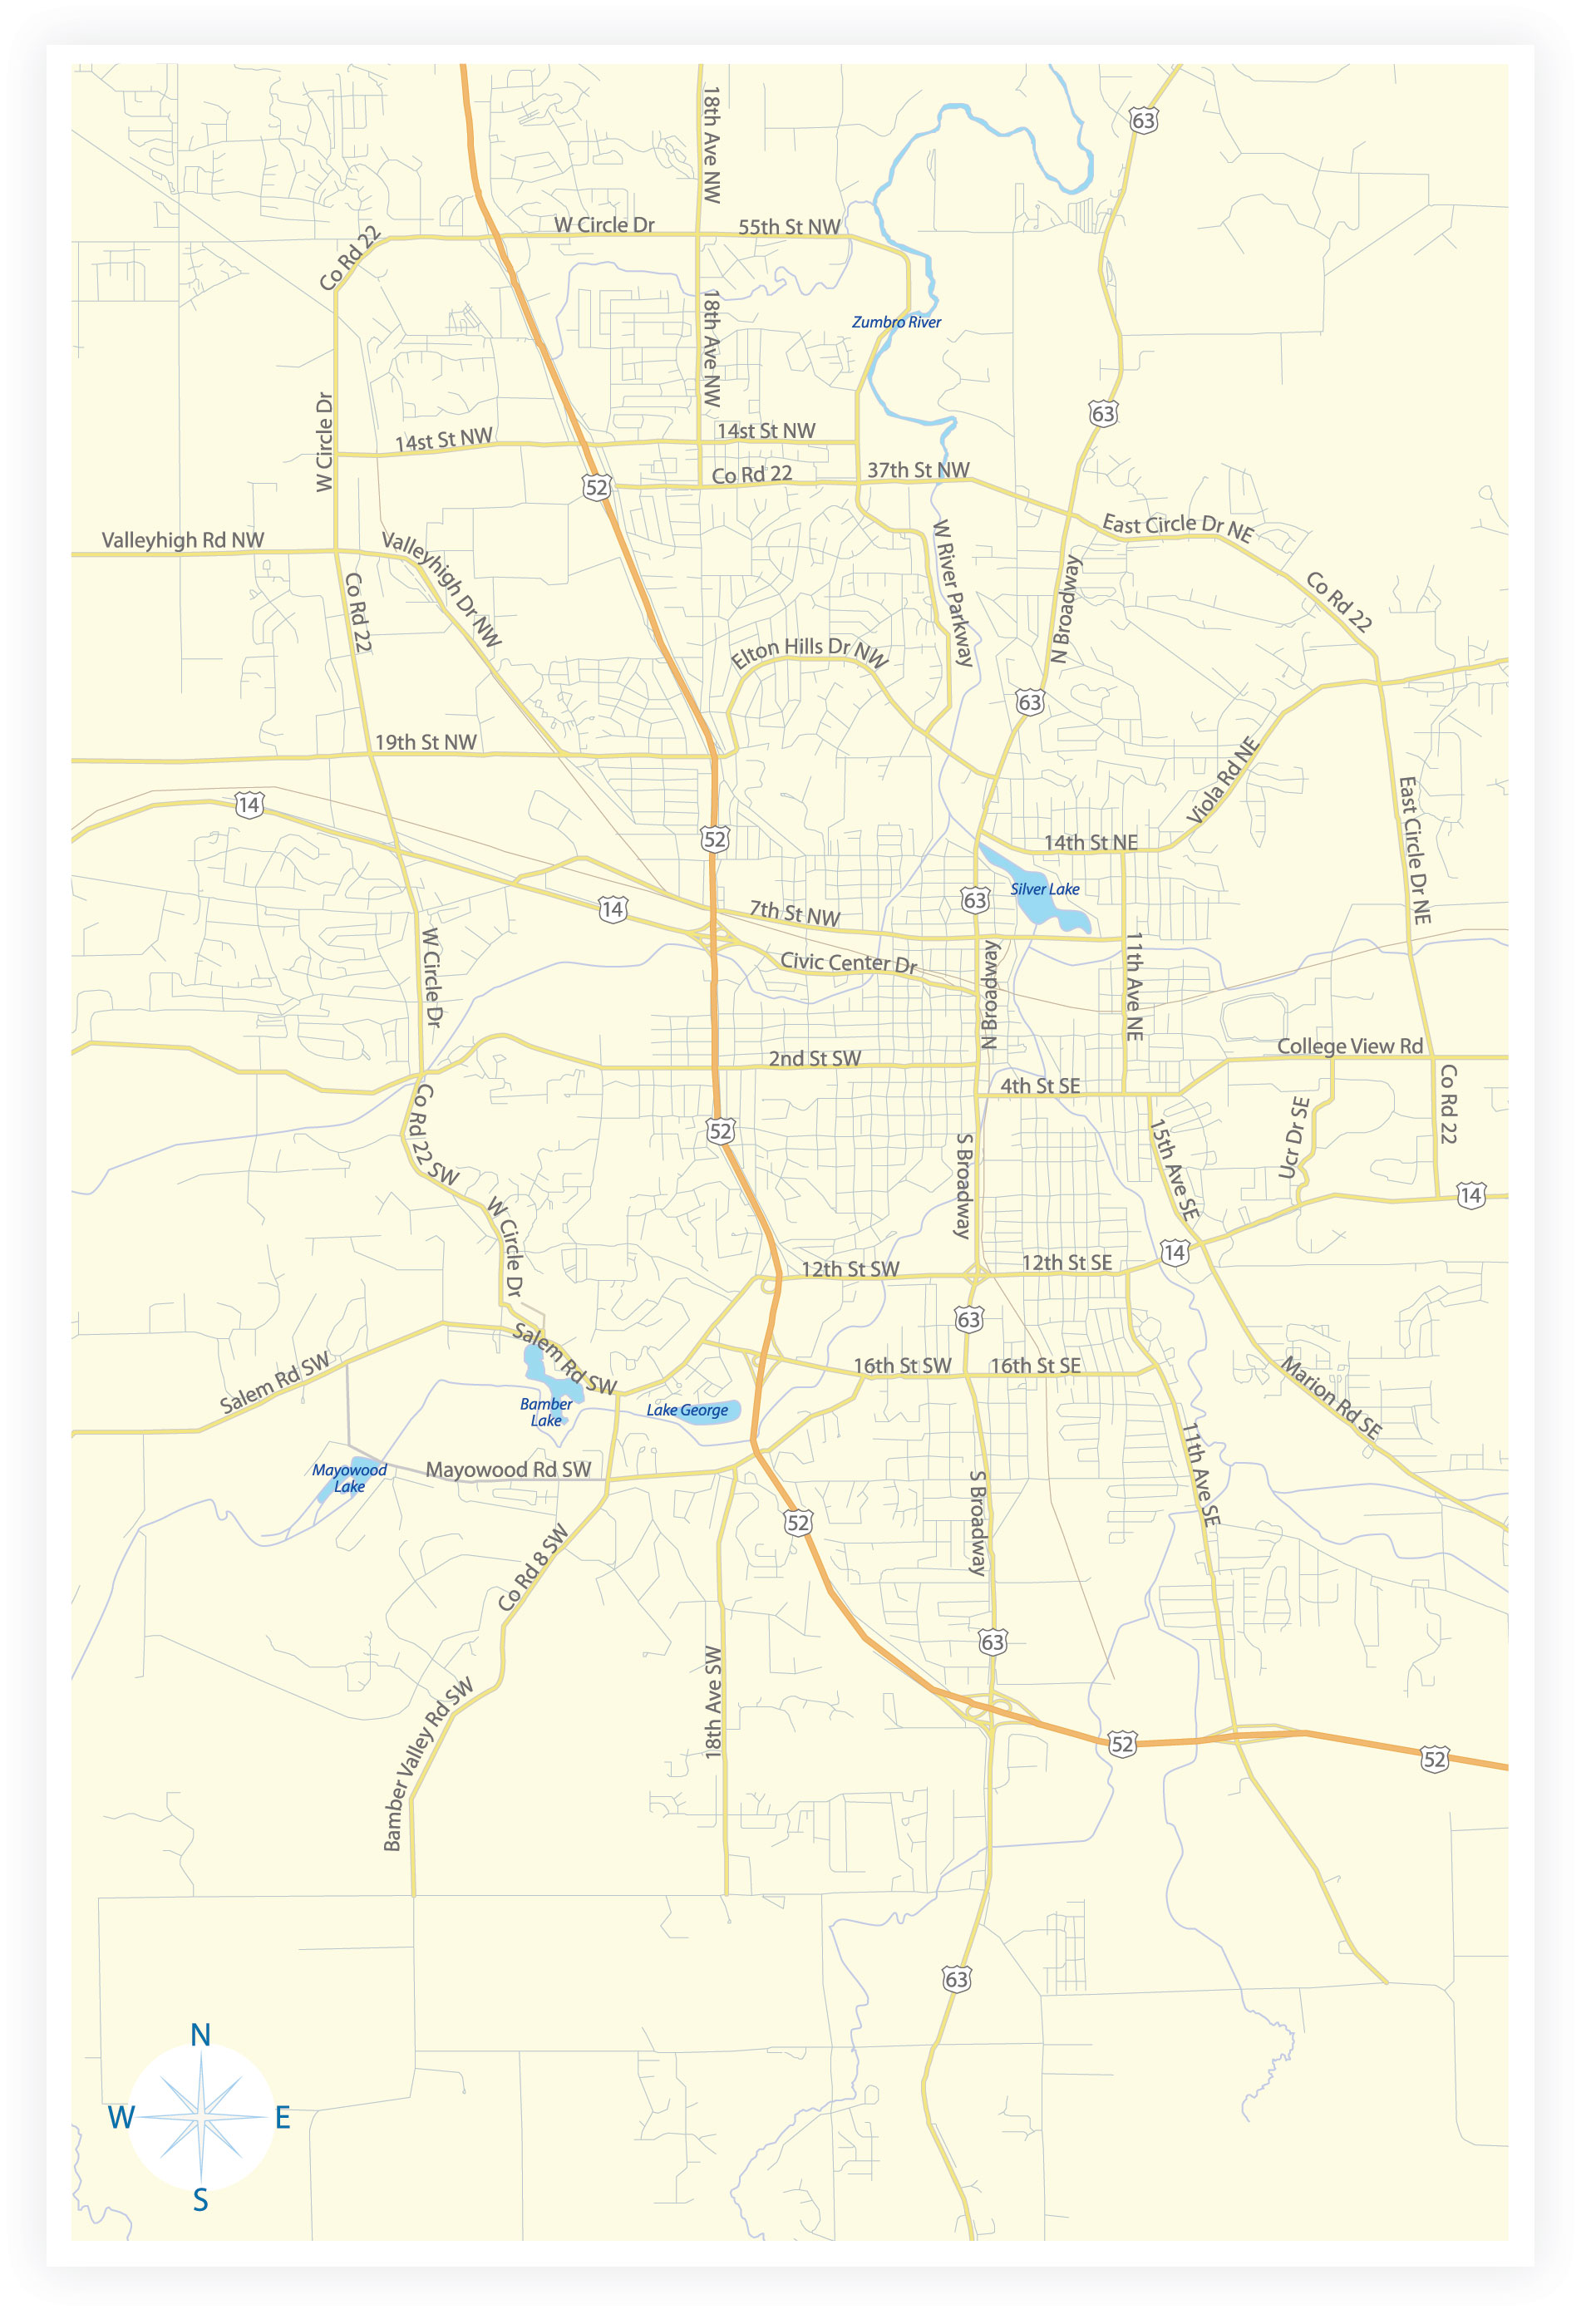 63
18th Ave NW
W Circle Dr
55th St NW
Co Rd 22
18th Ave NW
Zumbro River
W Circle Dr
63
14st St NW
14st St NW
Co Rd 22
37th St NW
52
East Circle Dr NE
Valleyhigh Rd NW
Valleyhigh Dr NW
W River Parkway
N Broadway
Co Rd 22
Co Rd 22
Elton Hills Dr NW
63
19th St NW
Viola Rd NE
14
52
14th St NE
East Circle Dr NE
Silver Lake
63
14
7th St NW
Civic Center Dr
W Circle Dr
N Broadway
11th Ave NE
College View Rd
2nd St SW
4th St SE
Co Rd 22
Co Rd 22 SW
52
S Broadway
15th Ave SE
Ucr Dr SE
14
W Circle Dr
14
12th St SW
12th St SE
63
Salem Rd SW
Salem Rd SW
16th St SW
16th St SE
Marion Rd SE
Bamber
Lake
Lake George
Mayowood
Lake
Mayowood Rd SW
11th Ave SE
S Broadway
52
Co Rd 8 SW
63
18th Ave SW
Bamber Valley Rd SW
52
52
63
N
W
E
S